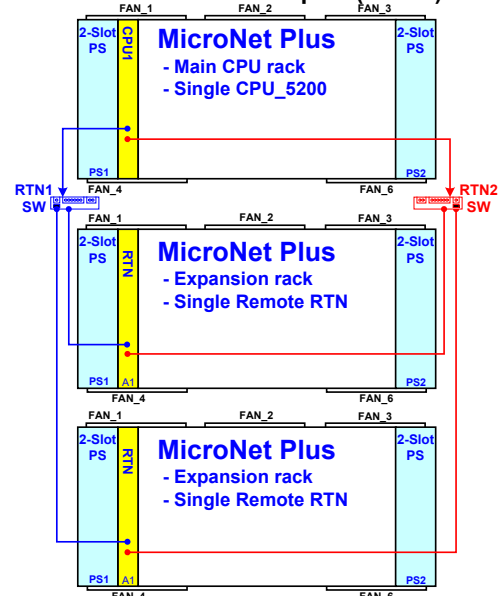 FAN_1 FAN_2 FAN_3
2-Slot PS
CPU1
MicroNet Plus
- Main CPU rack
- Single CPU_5200
2-Slot PS
PS1
PS2
RTN1 SW
FAN_4
FAN_6
RTN2 SW
FAN_1 FAN_2 FAN_3
2-Slot PS
RTN
MicroNet Plus
- Expansion rack
- Single Remote RTN
2-Slot PS
PS1 A1
PS2
FAN_4
FAN_6
FAN_1 FAN_2 FAN_3
2-Slot PS
RTN
MicroNet Plus
- Expansion rack
- Single Remote RTN
2-Slot PS
PS1 A1
PS2
FAN_4
FAN_6